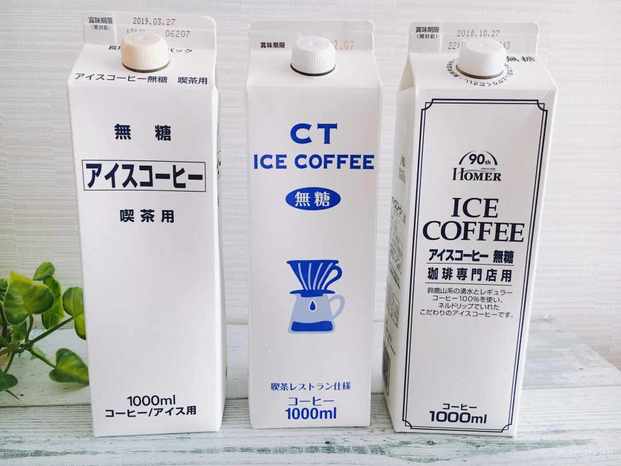 賞味期限
2019.03.27
06207
アイスコーヒー無糖 喫茶用
無 糖
アイスコーヒー
喫茶用
1000ml
コーヒー/アイス用
賞味期限
CT
ICE COFFEE
無糖
喫茶レストラン仕様
コーヒー
1000ml
賞味期限
(開封前)
2018.10.27
90th
HOMER
ICE
COFFEE
アイスコーヒー 無糖
珈琲専門店用
鈴鹿山系の湧水とレギュラー
コーヒー100%を使い、
ネルドリップでいれた
こだわりのアイスコーヒーです。
コーヒー
1000ml